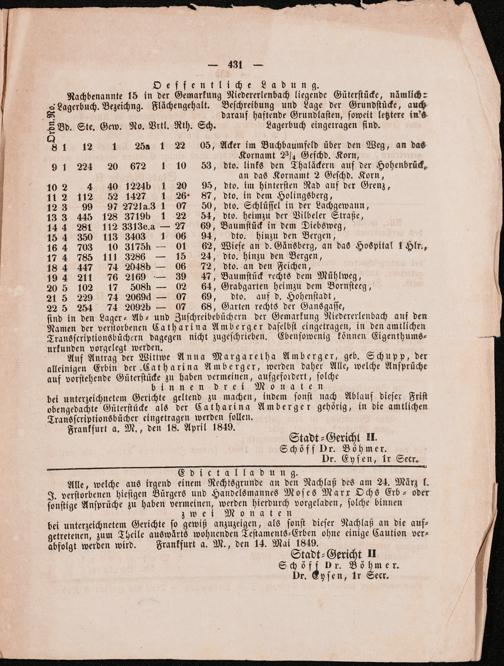 — 431 —
Oeffentliche Ladung.
Nachbenannte 15 in der Gemarkung Niedererlenbach liegende Güterstücke, nämlich:
Ordn.No.
Lagerbuch. Bezeichng. Flächengehalt. Beschreibung und Lage der Grundstücke, auch
darauf haftende Grundlasten, soweit letztere in's
Bd. Ste. Gew. No. Vrtl. Rth. Sch. Lagerbuch eingetragen sind.
8 1 12 1 25a 1 22 05, Acker im Buchbaumfeld über den Weg, an das
Kornamt 2¾ Geschd. Korn,
9 1 224 20 672 1 10 53, dto. links den Thaläckern auf der Hohenbrück,
an das Kornamt 2 Geschd. Korn,
10 2 4 40 1224b 1 20 95, dto. im hintersten Rad auf der Grenz,
11 2 112 52 1427 1 26 87, dto. in dem Holingsberg,
12 3 99 97 2721a.3 1 07 50, dto. Schlüssel in der Lachgewann,
13 3 445 128 3719b 1 22 54, dto. heimzu der Vilbeler Straße,
14 4 281 112 3313c.a — 27 69, Baumstück in dem Diebsweg,
15 4 350 113 3403 1 06 94, dto. hinzu den Bergen,
16 4 703 10 3175h — 01 62, Wiese an d. Gänsberg, an das Hospital 1 Hlr.,
17 4 785 111 3286 — 15 24, dto. hinzu den Bergen,
18 4 447 74 2048b — 06 72, dto. an den Feichen,
19 4 211 76 2169 — 39 47, Baumstück rechts dem Mühlweg,
20 5 102 17 508h — 02 64, Grabgarten heimzu dem Bornsteeg,
21 5 229 74 2069d — 07 69, dto. auf d. Hohenstadt,
22 5 254 74 2092b — 07 68, Garten rechts der Gansgasse,
sind in den Lager- Ab- und Zuschreibebüchern der Gemarkung Niedererlenbach auf den
Namen der verstorbenen Catharina Amberger daselbst eingetragen, in den amtlichen
Transcriptionsbüchern dagegen nicht zugeschrieben. Ebensowenig können Eigenthums-
urkunden vorgelegt werden.
Auf Antrag der Wittwe Anna Margaretha Amberger, geb. Schupp, der
alleinigen Erbin der Catharina Amberger, werden daher Alle, welche Ansprüche
auf vorstehende Güterstücke zu haben vermeinen, aufgefordert, solche
binnen drei Monaten
bei unterzeichnetem Gerichte geltend zu machen, indem sonst nach Ablauf dieser Frist
obengedachte Güterstücke als der Catharina Amberger gehörig, in die amtlichen
Transcriptionsbücher eingetragen werden sollen.
Frankfurt a. M., den 18. April 1849.
Stadt-Gericht II.
Schöff Dr. Böhmer.
Dr. Eysen, 1r Secr.
Edictalladung.
Alle, welche aus irgend einem Rechtsgrunde an den Nachlaß des am 24. März l.
J. verstorbenen hiesigen Bürgers und Handelsmannes Moses Marx Ochs Erb- oder
sonstige Ansprüche zu haben vermeinen, werden hierdurch vorgeladen, solche binnen
zwei Monaten
bei unterzeichnetem Gerichte so gewiß anzuzeigen, als sonst dieser Nachlaß an die auf-
getretenen, zum Theile auswärts wohnenden Testaments-Erben ohne einige Caution ver-
abfolgt werden wird. Frankfurt a. M., den 14. Mai 1849.
Stadt-Gericht II
Schöff Dr. Böhmer.
Dr. Eysen, 1r Secr.